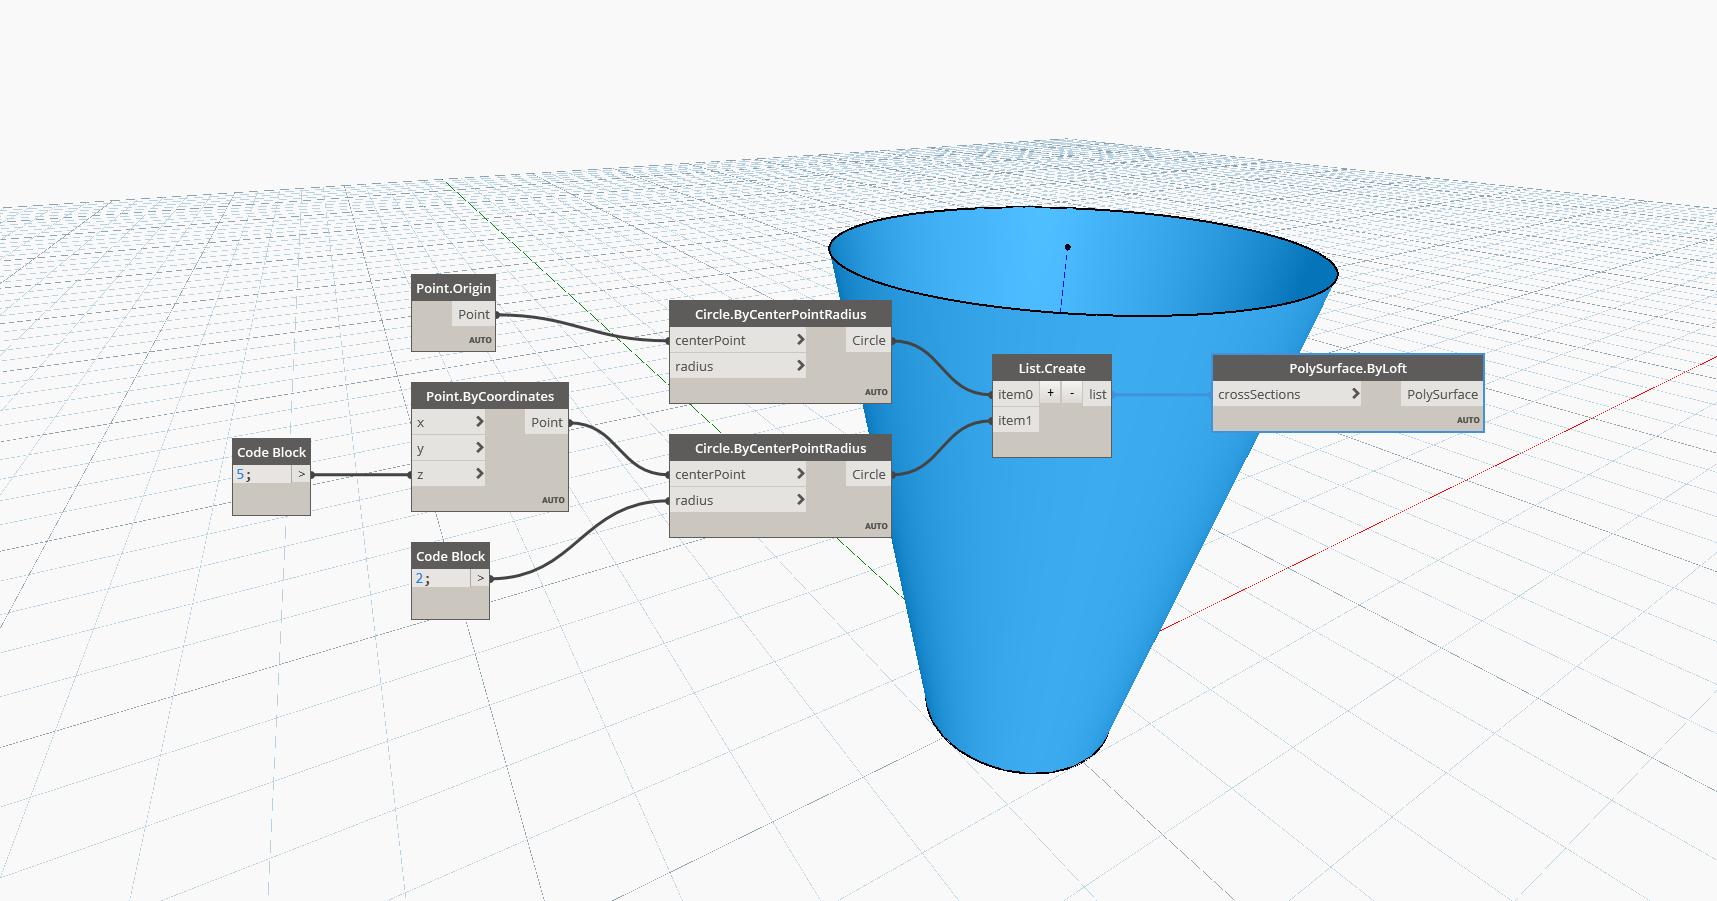 Point.Origin
Point
AUTO
Circle.ByCenterPointRadius
centerPoint > Circle
radius >
AUTO
Point.ByCoordinates
x > Point
y >
z >
AUTO
Code Block
5; >
Code Block
2; >
Circle.ByCenterPointRadius
centerPoint > Circle
radius >
AUTO
List.Create
item0 + - list
item1
PolySurface.ByLoft
crossSections > PolySurface
AUTO